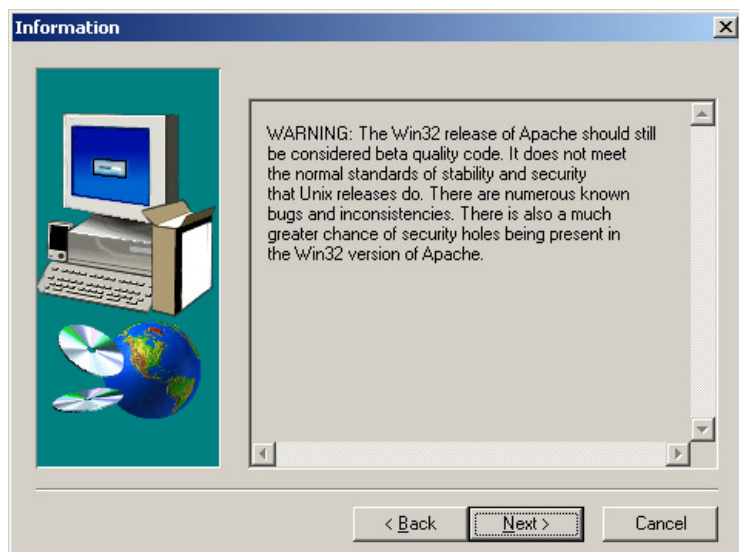 Information
WARNING: The Win32 release of Apache should still
be considered beta quality code. It does not meet
the normal standards of stability and security
that Unix releases do. There are numerous known
bugs and inconsistencies. There is also a much
greater chance of security holes being present in
the Win32 version of Apache.
< Back
Next >
Cancel